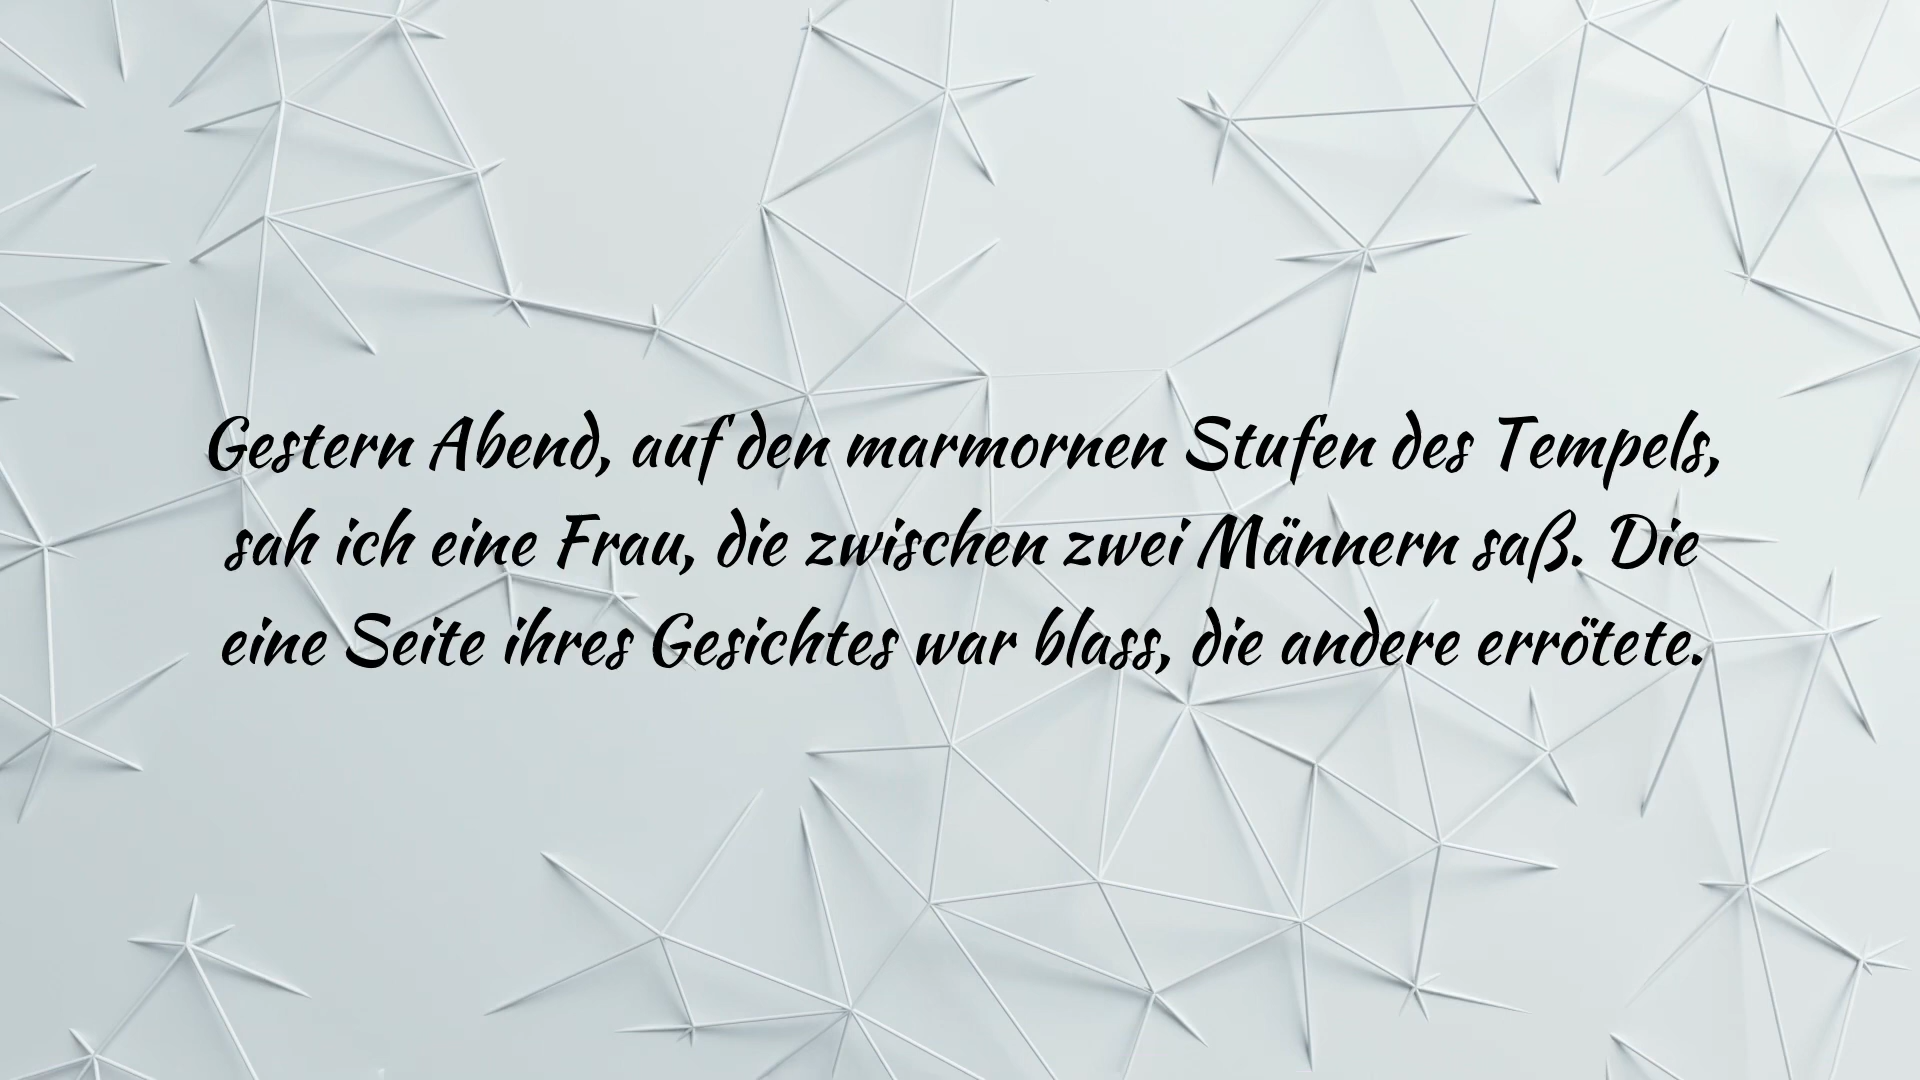 Gestern Abend, auf den marmornen Stufen des Tempels,
sah ich eine Frau, die zwischen zwei Männern saß. Die
eine Seite ihres Gesichtes war blass, die andere errötete.